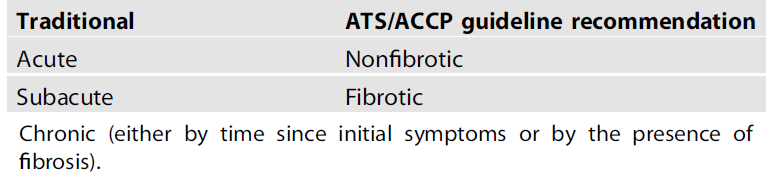 Traditional ATS/ACCP guideline recommendation
Acute Nonfibrotic
Subacute Fibrotic
Chronic (either by time since initial symptoms or by the presence of
fibrosis).